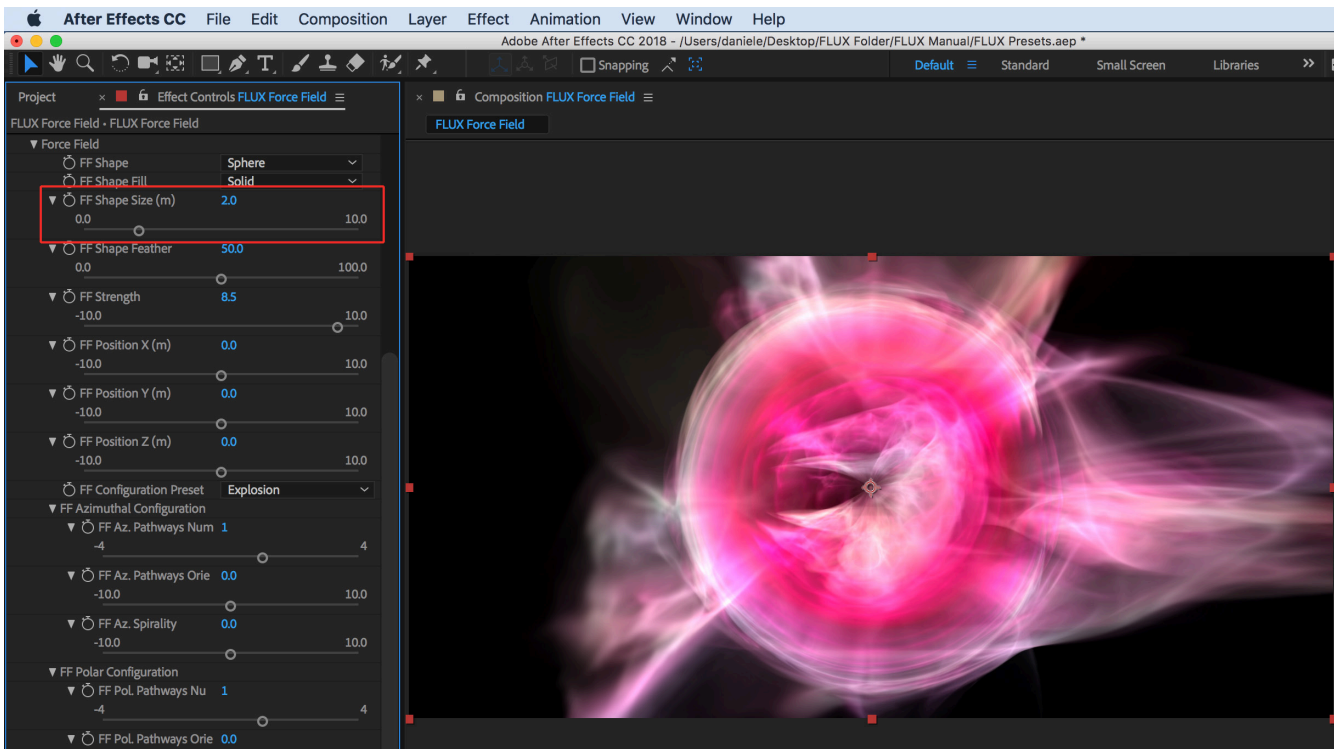 After Effects CC File Edit Composition Layer Effect Animation View Window Help
Adobe After Effects CC 2018 - /Users/daniele/Desktop/FLUX Folder/FLUX Manual/FLUX Presets.aep *
T Snapping Default Standard Small Screen Libraries >>
Project × Effect Controls FLUX Force Field × Composition FLUX Force Field
FLUX Force Field • FLUX Force Field
FLUX Force Field
Force Field
FF Shape Sphere
FF Shape Fill Solid
FF Shape Size (m) 2.0
0.0 10.0
FF Shape Feather 50.0
0.0 100.0
FF Strength 8.5
-10.0 10.0
FF Position X (m) 0.0
-10.0 10.0
FF Position Y (m) 0.0
-10.0 10.0
FF Position Z (m) 0.0
-10.0 10.0
FF Configuration Preset Explosion
FF Azimuthal Configuration
FF Az. Pathways Num 1
-4 4
FF Az. Pathways Orie 0.0
-10.0 10.0
FF Az. Spirality 0.0
-10.0 10.0
FF Polar Configuration
FF Pol. Pathways Nu 1
-4 4
FF Pol. Pathways Orie 0.0